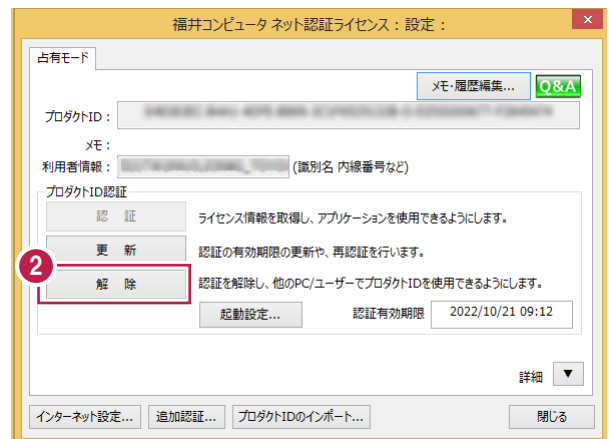 福井コンピュータ ネット認証ライセンス：設定：
×
占有モード
メモ・履歴編集... Q&A
プロダクトID：
メモ：
利用者情報： (識別名 内線番号など)
プロダクトID認証
認 証 ライセンス情報を取得し、アプリケーションを使用できるようにします。
更 新 認証の有効期限の更新や、再認証を行います。
2
解 除 認証を解除し、他のPC/ユーザーでプロダクトIDを使用できるようにします。
起動設定... 認証有効期限 2022/10/21 09:12
詳細 ▼
インターネット設定... 追加認証... プロダクトIDのインポート... 閉じる